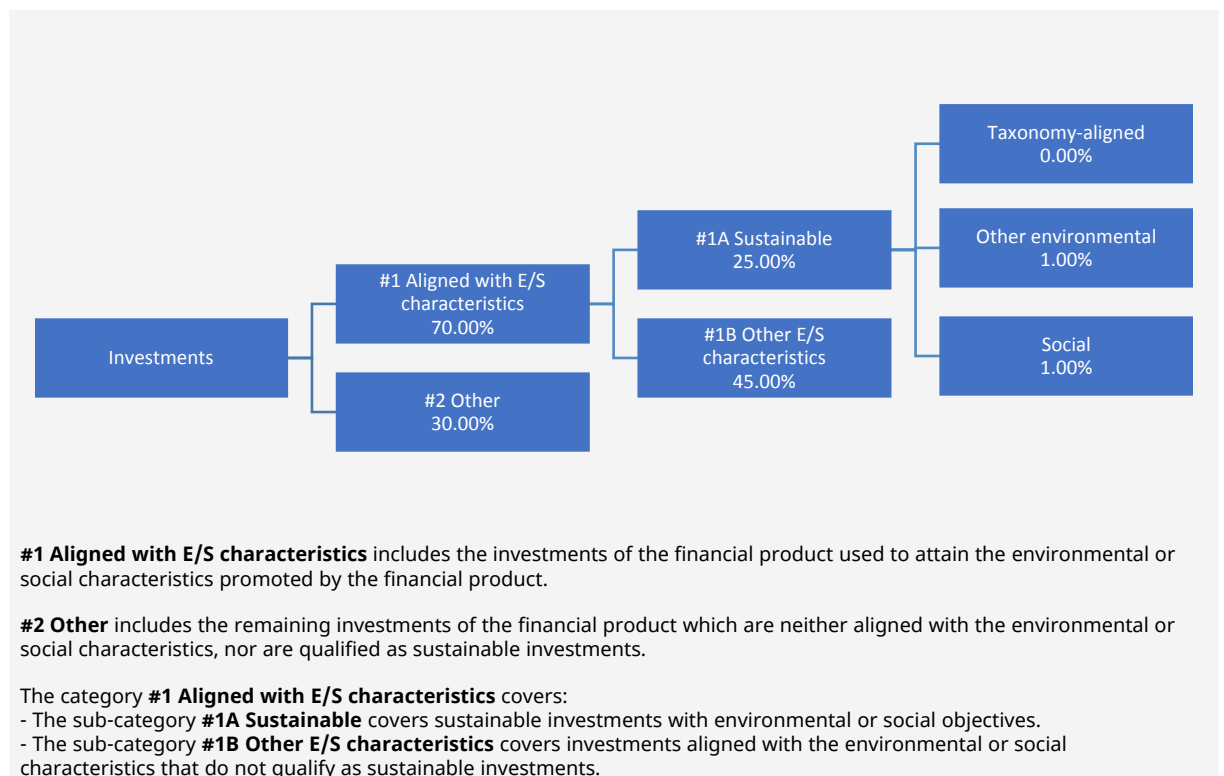 Investments
#1 Aligned with E/S
characteristics
70.00%
#2 Other
30.00%
#1A Sustainable
25.00%
#1B Other E/S
characteristics
45.00%
Taxonomy-aligned
0.00%
Other environmental
1.00%
Social
1.00%
#1 Aligned with E/S characteristics includes the investments of the financial product used to attain the environmental or
social characteristics promoted by the financial product.
#2 Other includes the remaining investments of the financial product which are neither aligned with the environmental or
social characteristics, nor are qualified as sustainable investments.
The category #1 Aligned with E/S characteristics covers:
- The sub-category #1A Sustainable covers sustainable investments with environmental or social objectives.
- The sub-category #1B Other E/S characteristics covers investments aligned with the environmental or social
characteristics that do not qualify as sustainable investments.